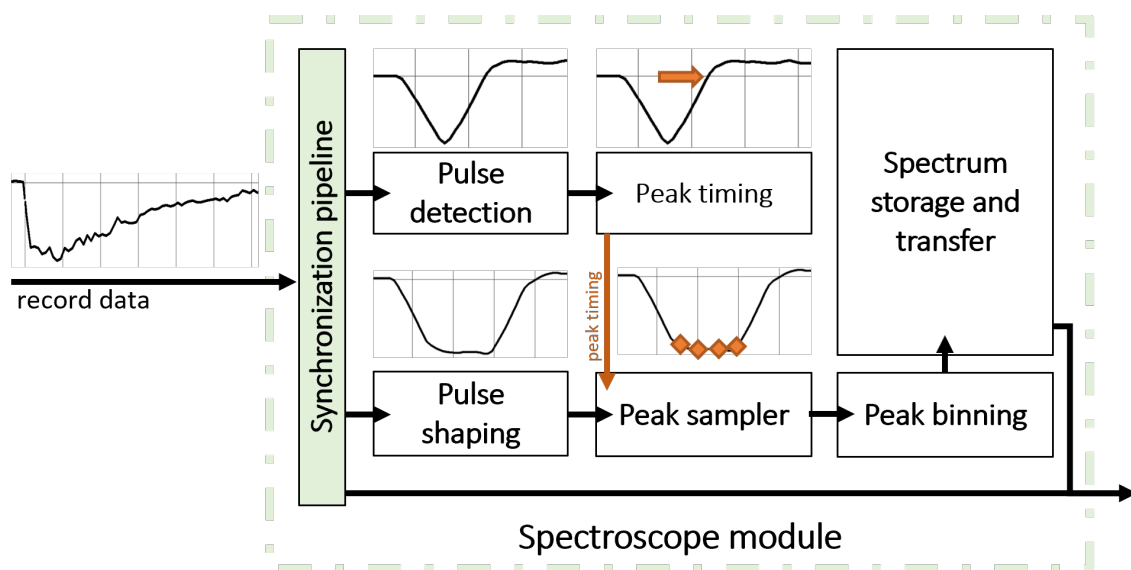 record data
Synchronization pipeline
Pulse
detection
Peak timing
peak timing
Pulse
shaping
Peak sampler
Peak binning
Spectrum
storage and
transfer
Spectroscope module